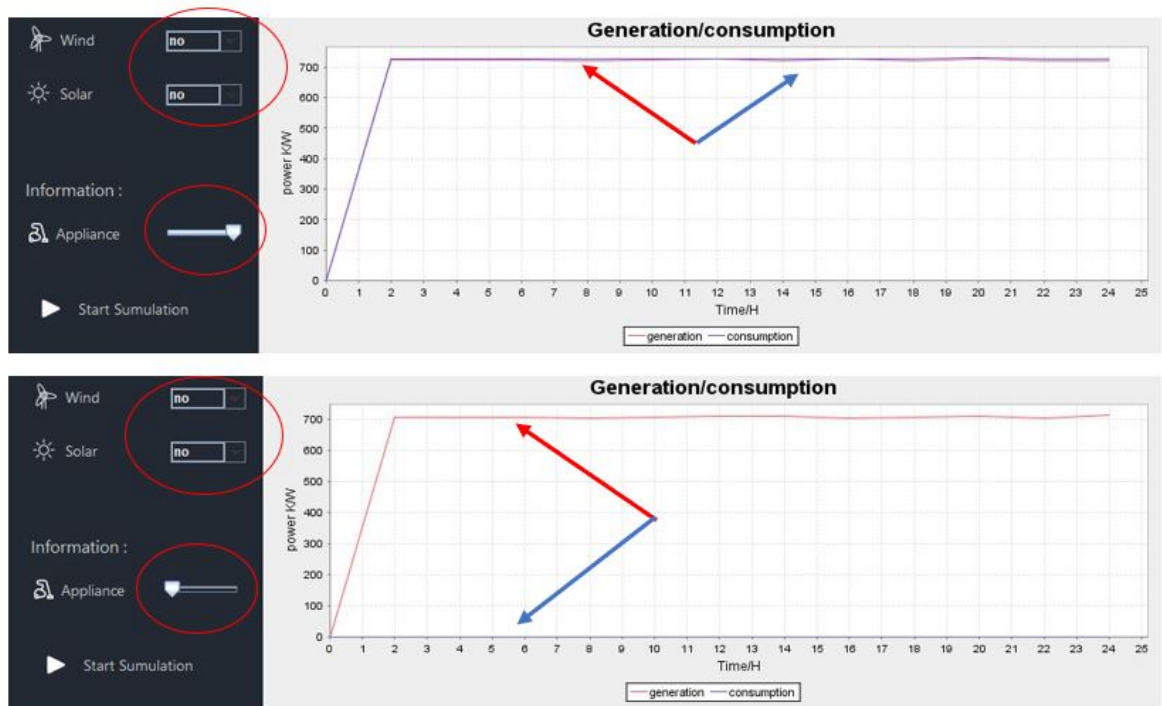 Generation/consumption
Wind no
Solar no
Information :
Appliance
Start Sumulation
power K/W
700
600
500
400
300
200
100
0
0 1 2 3 4 5 6 7 8 9 10 11 12 13 14 15 16 17 18 19 20 21 22 23 24 25
Time/H
generation consumption
Generation/consumption
Wind no
Solar no
Information :
Appliance
Start Sumulation
power K/W
700
600
500
400
300
200
100
0
0 1 2 3 4 5 6 7 8 9 10 11 12 13 14 15 16 17 18 19 20 21 22 23 24 25
Time/H
generation consumption